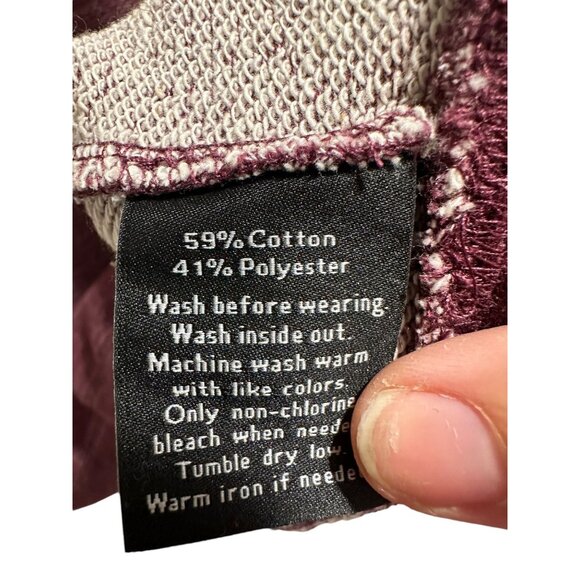 59% Cotton
41% Polyester
Wash before wearing.
Wash inside out.
Machine wash warm
with like colors
Only non-chlorine
bleach when neede
Tumble dry low
Warm iron if neede